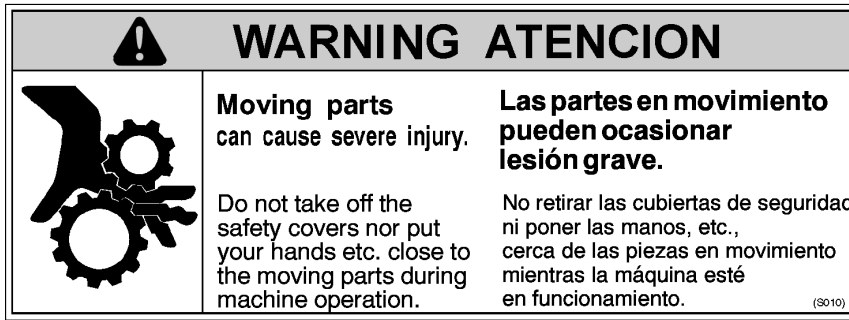 WARNING ATENCION
Moving parts
can cause severe injury.
Do not take off the
safety covers nor put
your hands etc. close to
the moving parts during
machine operation.
Las partes en movimiento
pueden ocasionar
lesión grave.
No retirar las cubiertas de seguridad
ni poner las manos, etc.,
cerca de las piezas en movimiento
mientras la máquina esté
en funcionamiento.
(S010)